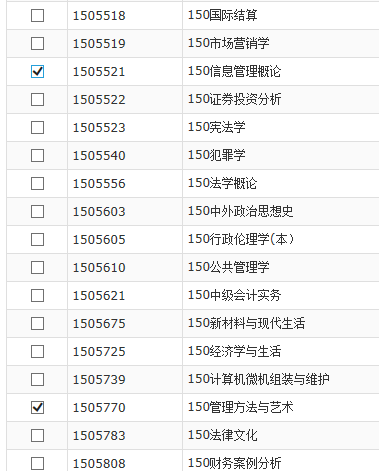 1505518 150国际结算
1505519 150市场营销学
1505521 150信息管理概论
1505522 150证券投资分析
1505523 150宪法学
1505540 150犯罪学
1505556 150法学概论
1505603 150中外政治思想史
1505605 150行政伦理学(本）
1505610 150公共管理学
1505621 150中级会计实务
1505675 150新材料与现代生活
1505725 150经济学与生活
1505739 150计算机微机组装与维护
1505770 150管理方法与艺术
1505783 150法律文化
1505808 150财务案例分析